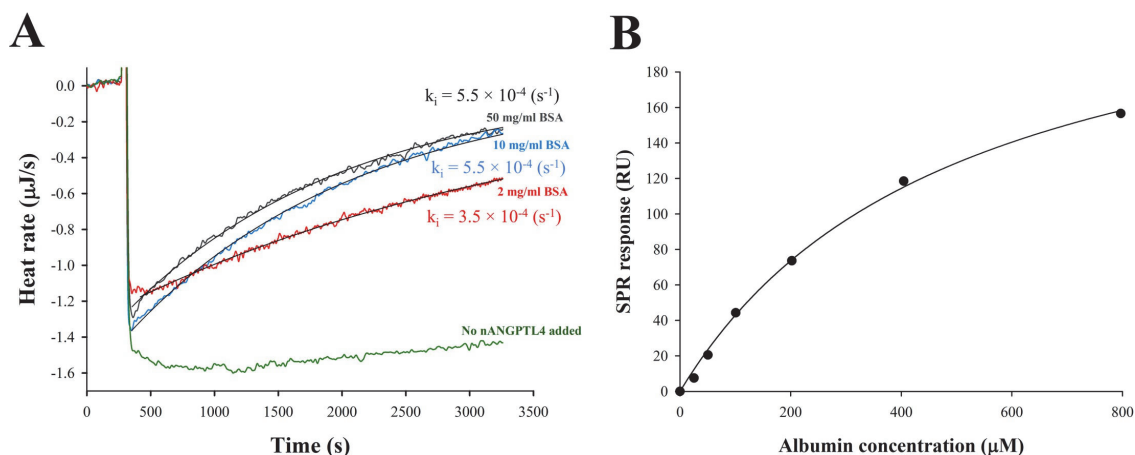 A
0.0
-0.2
-0.4
-0.6
-0.8
-1.0
-1.2
-1.4
-1.6
Heat rate (μJ/s)
kᵢ = 5.5 × 10⁻⁴ (s⁻¹)
50 mg/ml BSA
10 mg/ml BSA
kᵢ = 5.5 × 10⁻⁴ (s⁻¹)
2 mg/ml BSA
kᵢ = 3.5 × 10⁻⁴ (s⁻¹)
No nANGPTL4 added
0 500 1000 1500 2000 2500 3000 3500
Time (s)
B
180
160
140
120
100
80
60
40
20
0
SPR response (RU)
0 200 400 600 800
Albumin concentration (μM)